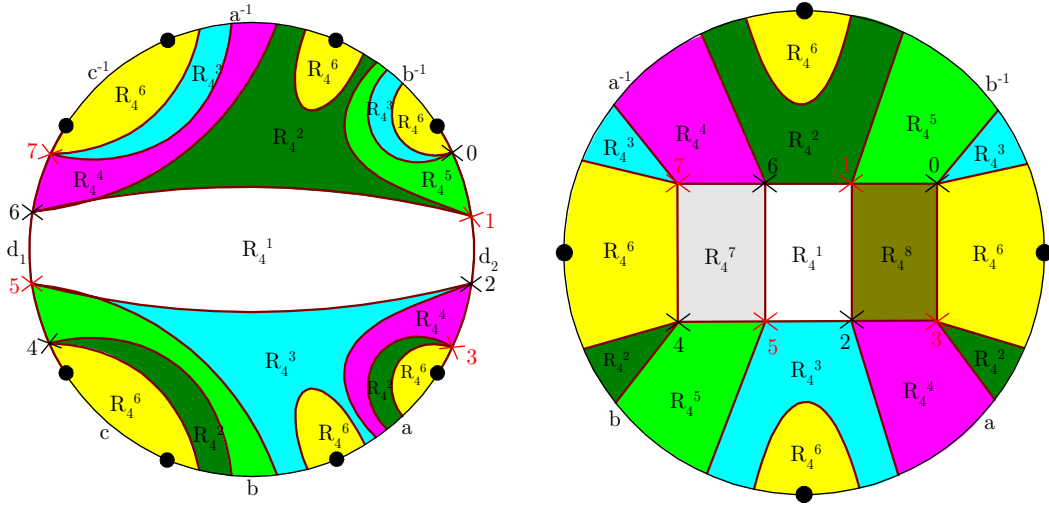 a⁻¹
c⁻¹
R₄³
R₄⁶
b⁻¹
R₄⁶
R₄³
R₄⁶
R₄²
7
0
R₄⁴
R₄⁵
6
1
d₁
R₄¹
d₂
5
2
R₄⁴
4
R₄³
3
R₄²
R₄⁶
R₄⁶
R₄²
R₄⁶
c
a
b
R₄⁶
a⁻¹
b⁻¹
R₄⁴
R₄²
R₄⁵
R₄³
R₄³
7
6
1
0
R₄⁶
R₄⁷
R₄¹
R₄⁸
R₄⁶
4
5
2
3
R₄²
R₄³
R₄²
b
R₄⁵
R₄⁴
a
R₄⁶